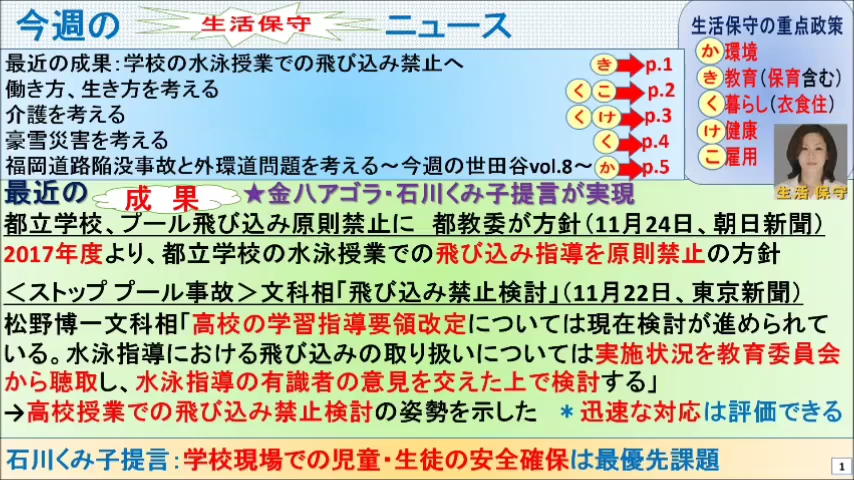 今週の 生活保守 ニュース
最近の成果：学校の水泳授業での飛び込み禁止へ き p.1
働き方、生き方を考える く こ p.2
介護を考える く け p.3
豪雪災害を考える く p.4
福岡道路陥没事故と外環道問題を考える～今週の世田谷vol.8～ か p.5
生活保守の重点政策
か 環境
き 教育（保育含む）
く 暮らし（衣食住）
け 健康
こ 雇用
生活 保守
最近の 成 果 ★金八アゴラ・石川くみ子提言が実現
都立学校、プール飛び込み原則禁止に 都教委が方針（11月24日、朝日新聞）
2017年度より、都立学校の水泳授業での飛び込み指導を原則禁止の方針
＜ストップ プール事故＞文科相「飛び込み禁止検討」（11月22日、東京新聞）
松野博一文科相「高校の学習指導要領改定については現在検討が進められて
いる。水泳指導における飛び込みの取り扱いについては実施状況を教育委員会
から聴取し、水泳指導の有識者の意見を交えた上で検討する」
→高校授業での飛び込み禁止検討の姿勢を示した ＊迅速な対応は評価できる
石川くみ子提言：学校現場での児童・生徒の安全確保は最優先課題
1